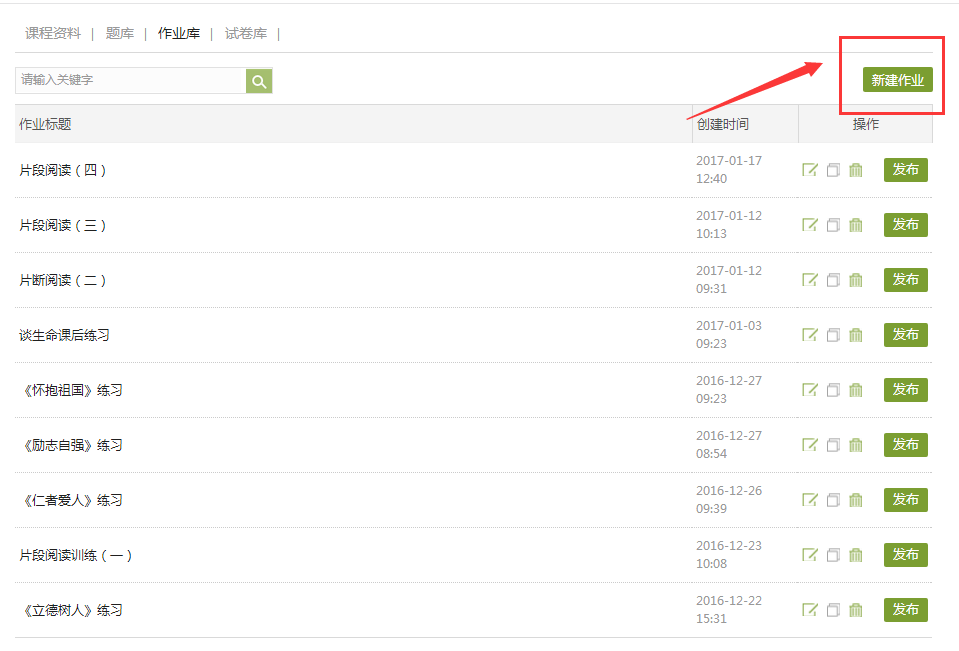 课程资料 | 题库 | 作业库 | 试卷库 |
请输入关键字
新建作业
作业标题 创建时间 操作
片段阅读（四） 2017-01-17 发布
12:40
片段阅读（三） 2017-01-12 发布
10:13
片断阅读（二） 2017-01-12 发布
09:31
谈生命课后练习 2017-01-03 发布
09:23
《怀抱祖国》练习 2016-12-27 发布
09:23
《励志自强》练习 2016-12-27 发布
08:54
《仁者爱人》练习 2016-12-26 发布
09:39
片段阅读训练（一） 2016-12-23 发布
10:08
《立德树人》练习 2016-12-22 发布
15:31